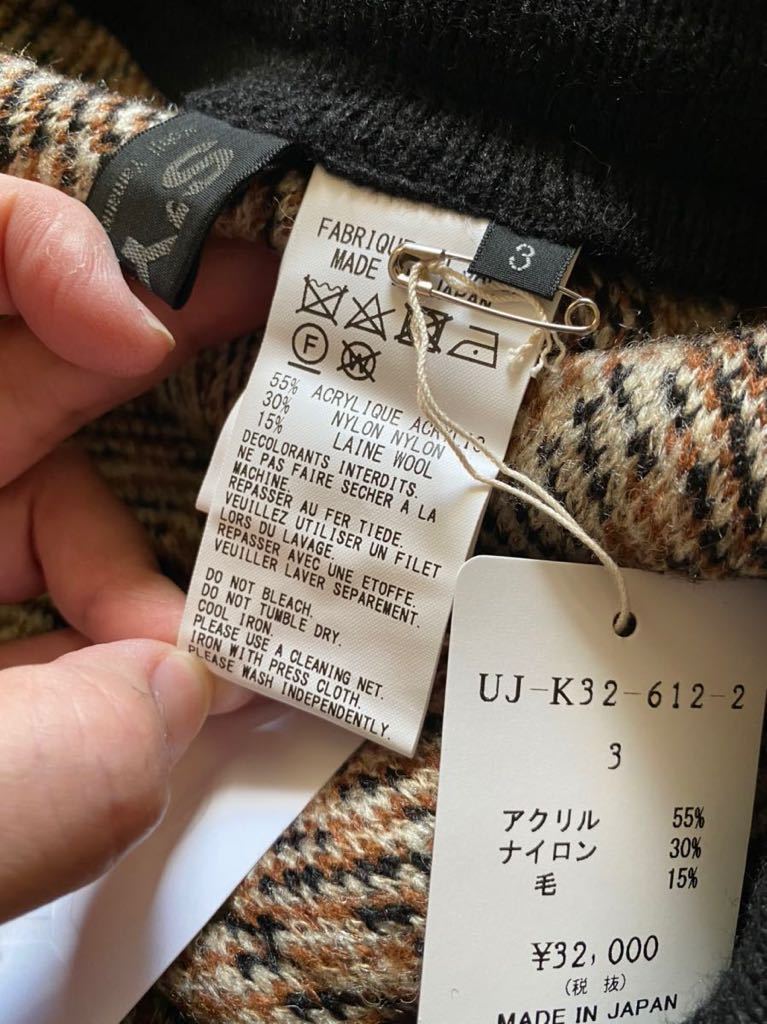 K&S
3
FABRIQU
MADE JAPAN
F
W
55% ACRYLIQUE ACRYLIC
30% NYLON NYLON
15% LAINE WOOL
DECOLORANTS INTERDITS.
NE PAS FAIRE SECHER A LA
MACHINE.
REPASSER AU FER TIEDE.
VEUILLEZ UTILISER UN FILET
LORS DU LAVAGE.
REPASSER AVEC UNE ETOFFE.
VEUILLER LAVER SEPAREMENT.
DO NOT BLEACH.
DO NOT TUMBLE DRY.
COOL IRON.
PLEASE USE A CLEANING NET.
IRON WITH PRESS CLOTH.
PLEASE WASH INDEPENDENTLY.
UJ-K32-612-2
3
アクリル 55%
ナイロン 30%
毛 15%
¥32,000
(税 抜)
MADE IN JAPAN